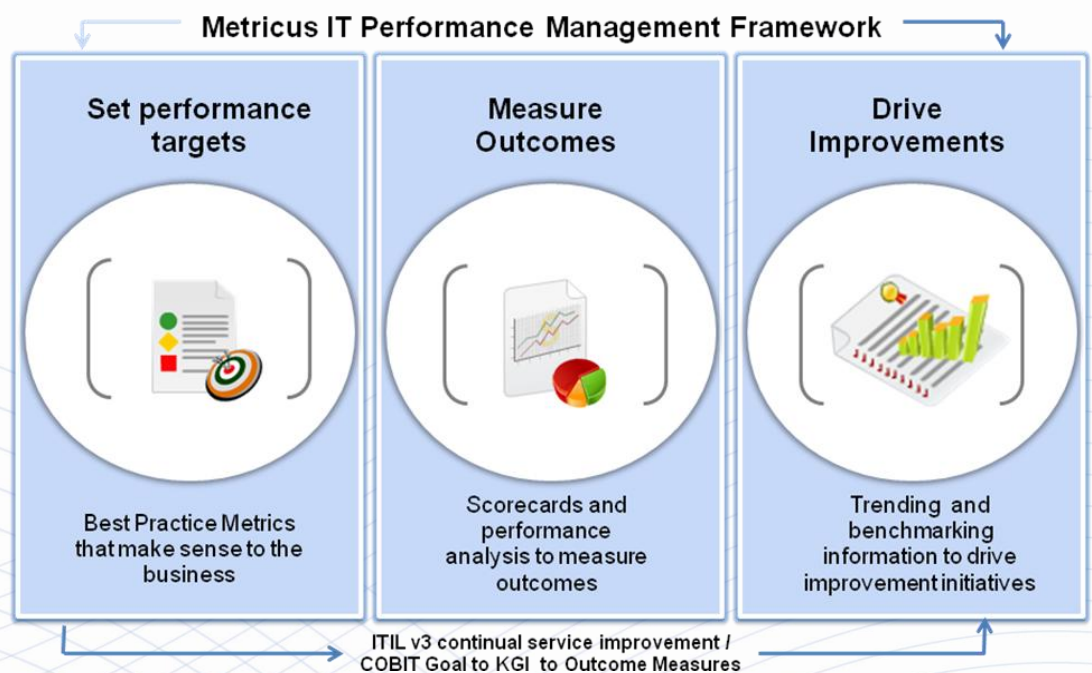 Metricus IT Performance Management Framework
Set performance
targets
Best Practice Metrics
that make sense to the
business
Measure
Outcomes
Scorecards and
performance
analysis to measure
outcomes
Drive
Improvements
Trending and
benchmarking
information to drive
improvement initiatives
ITIL v3 continual service improvement /
COBIT Goal to KGI to Outcome Measures